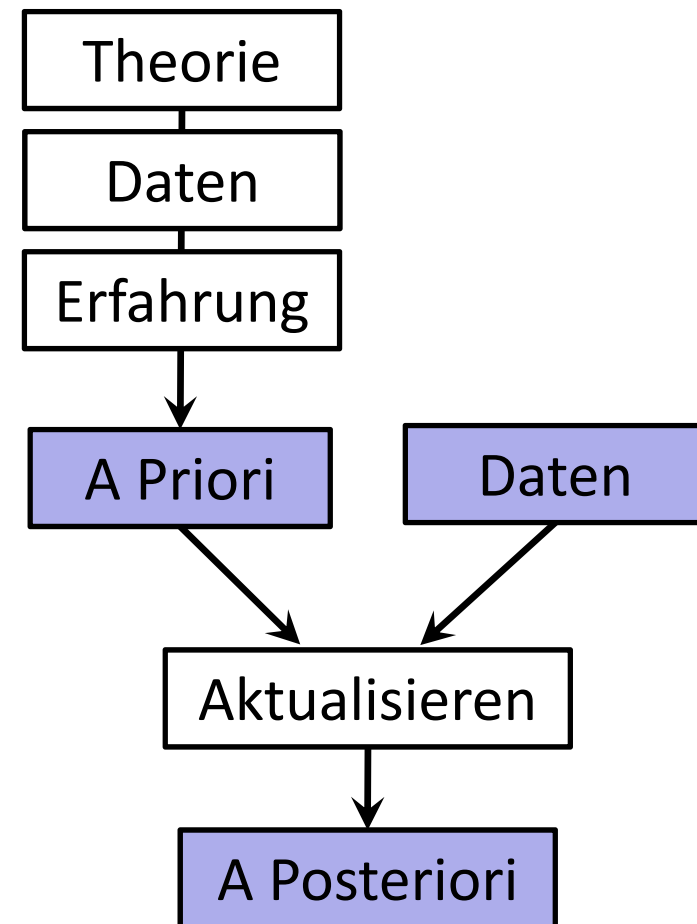 Theorie
Daten
Erfahrung
A Priori
Daten
Aktualisieren
A Posteriori